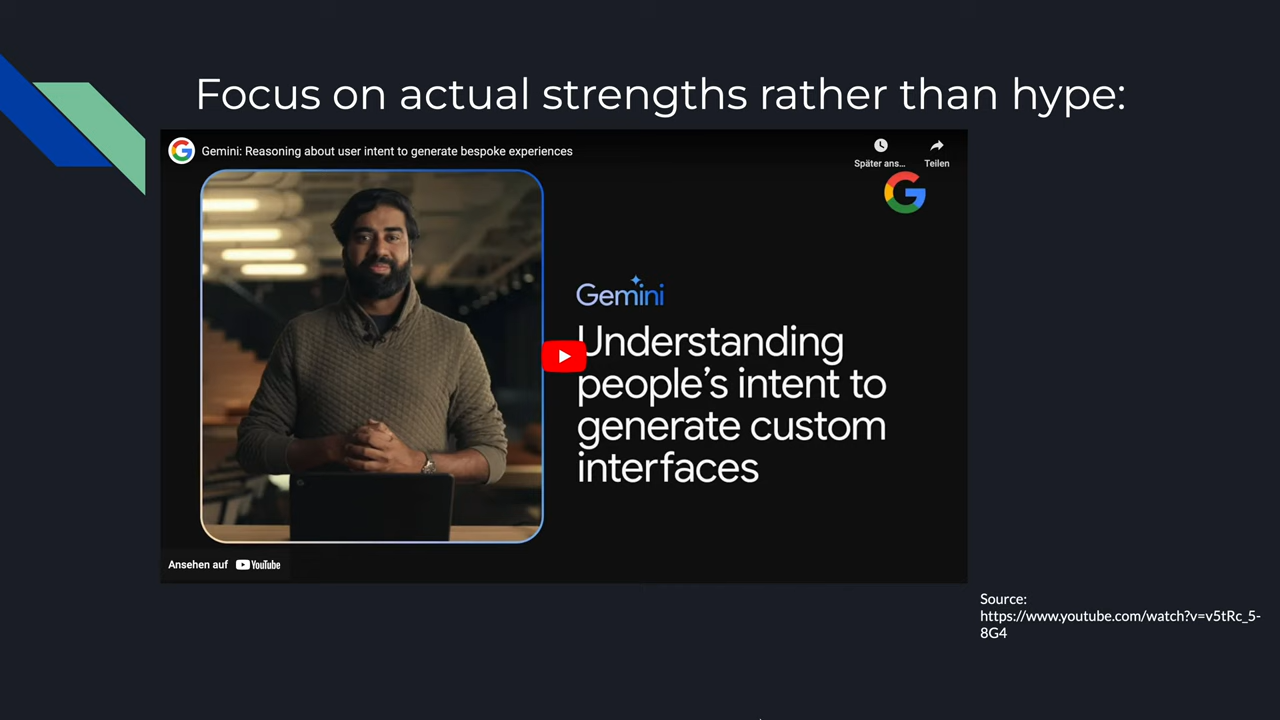 Focus on actual strengths rather than hype:
Gemini: Reasoning about user intent to generate bespoke experiences
Später ans...
Teilen
Gemini
Understanding
people’s intent to
generate custom
interfaces
Ansehen auf YouTube
Source:
https://www.youtube.com/watch?v=v5tRc_5-
8G4